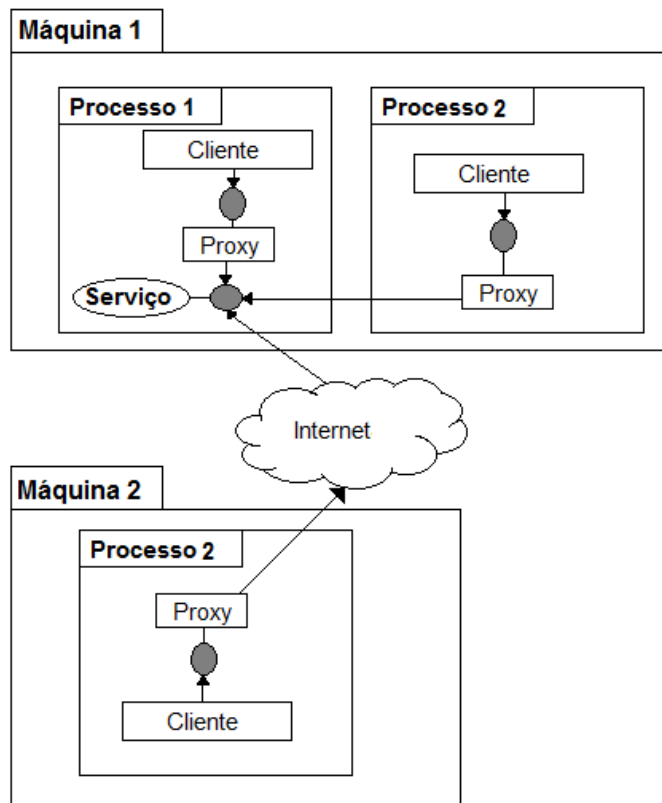 Máquina 1
Processo 1
Cliente
Proxy
Serviço
Processo 2
Cliente
Proxy
Internet
Máquina 2
Processo 2
Proxy
Cliente